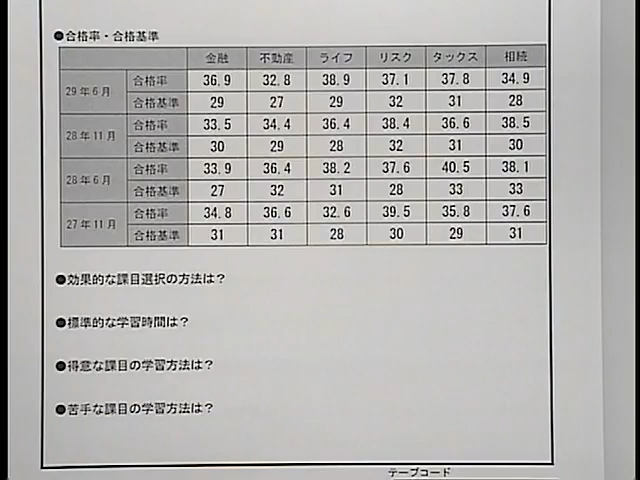 ●合格率・合格基準
金融 不動産 ライフ リスク タックス 相続
29年6月 合格率 36.9 32.8 38.9 37.1 37.8 34.9
合格基準 29 27 29 32 31 28
28年11月 合格率 33.5 34.4 36.4 38.4 36.6 38.5
合格基準 30 29 28 32 31 30
28年6月 合格率 33.9 36.4 38.2 37.6 40.5 38.1
合格基準 27 32 31 28 33 33
27年11月 合格率 34.8 36.6 32.6 39.5 35.8 37.6
合格基準 31 31 28 30 29 31
●効果的な課目選択の方法は？
●標準的な学習時間は？
●得意な課目の学習方法は？
●苦手な課目の学習方法は？
テープコード